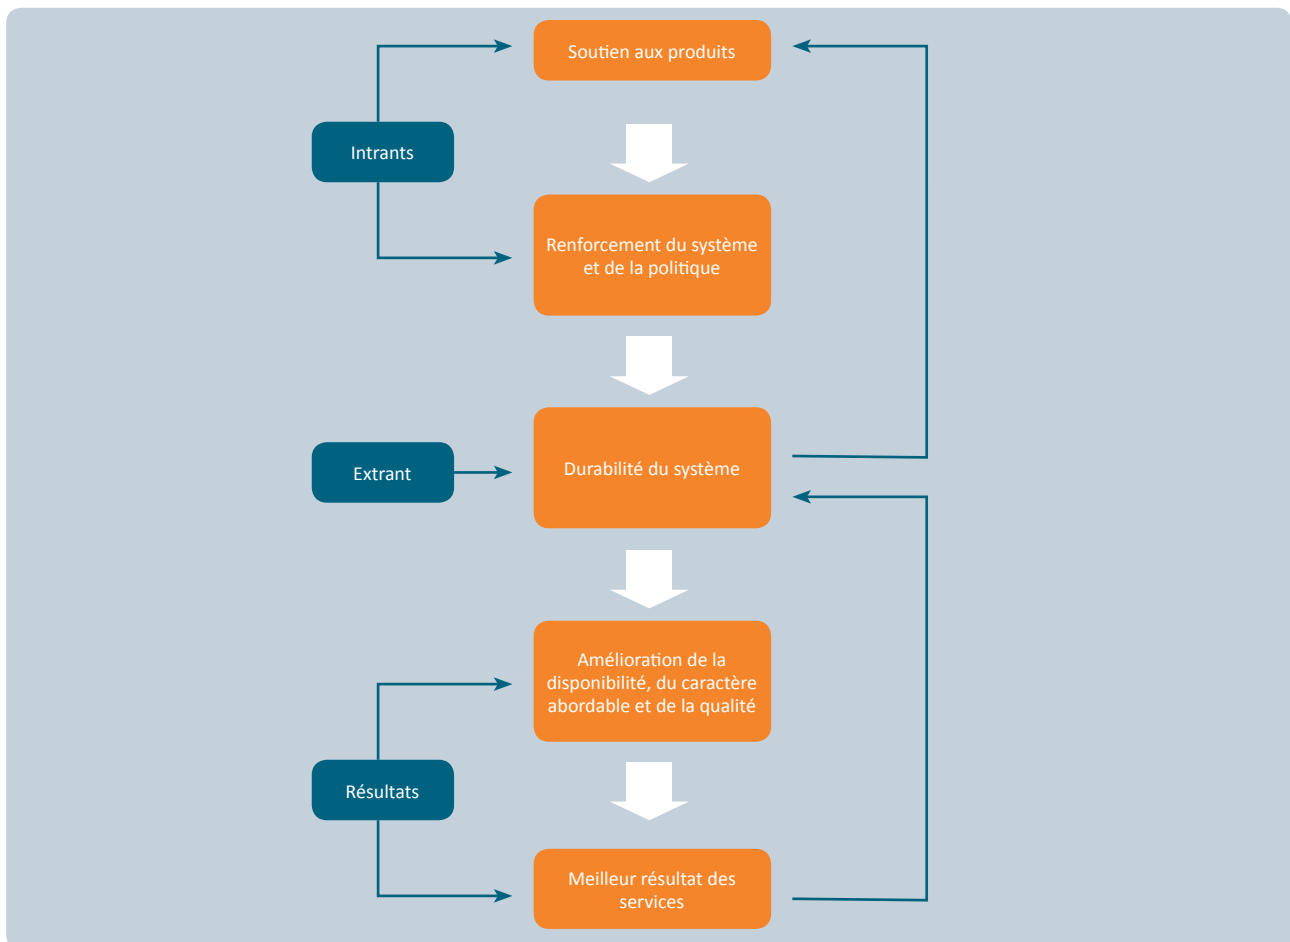 Soutien aux produits
Intrants
Renforcement du système
et de la politique
Extrant
Durabilité du système
Amélioration de la
disponibilité, du caractère
abordable et de la qualité
Résultats
Meilleur résultat des
services